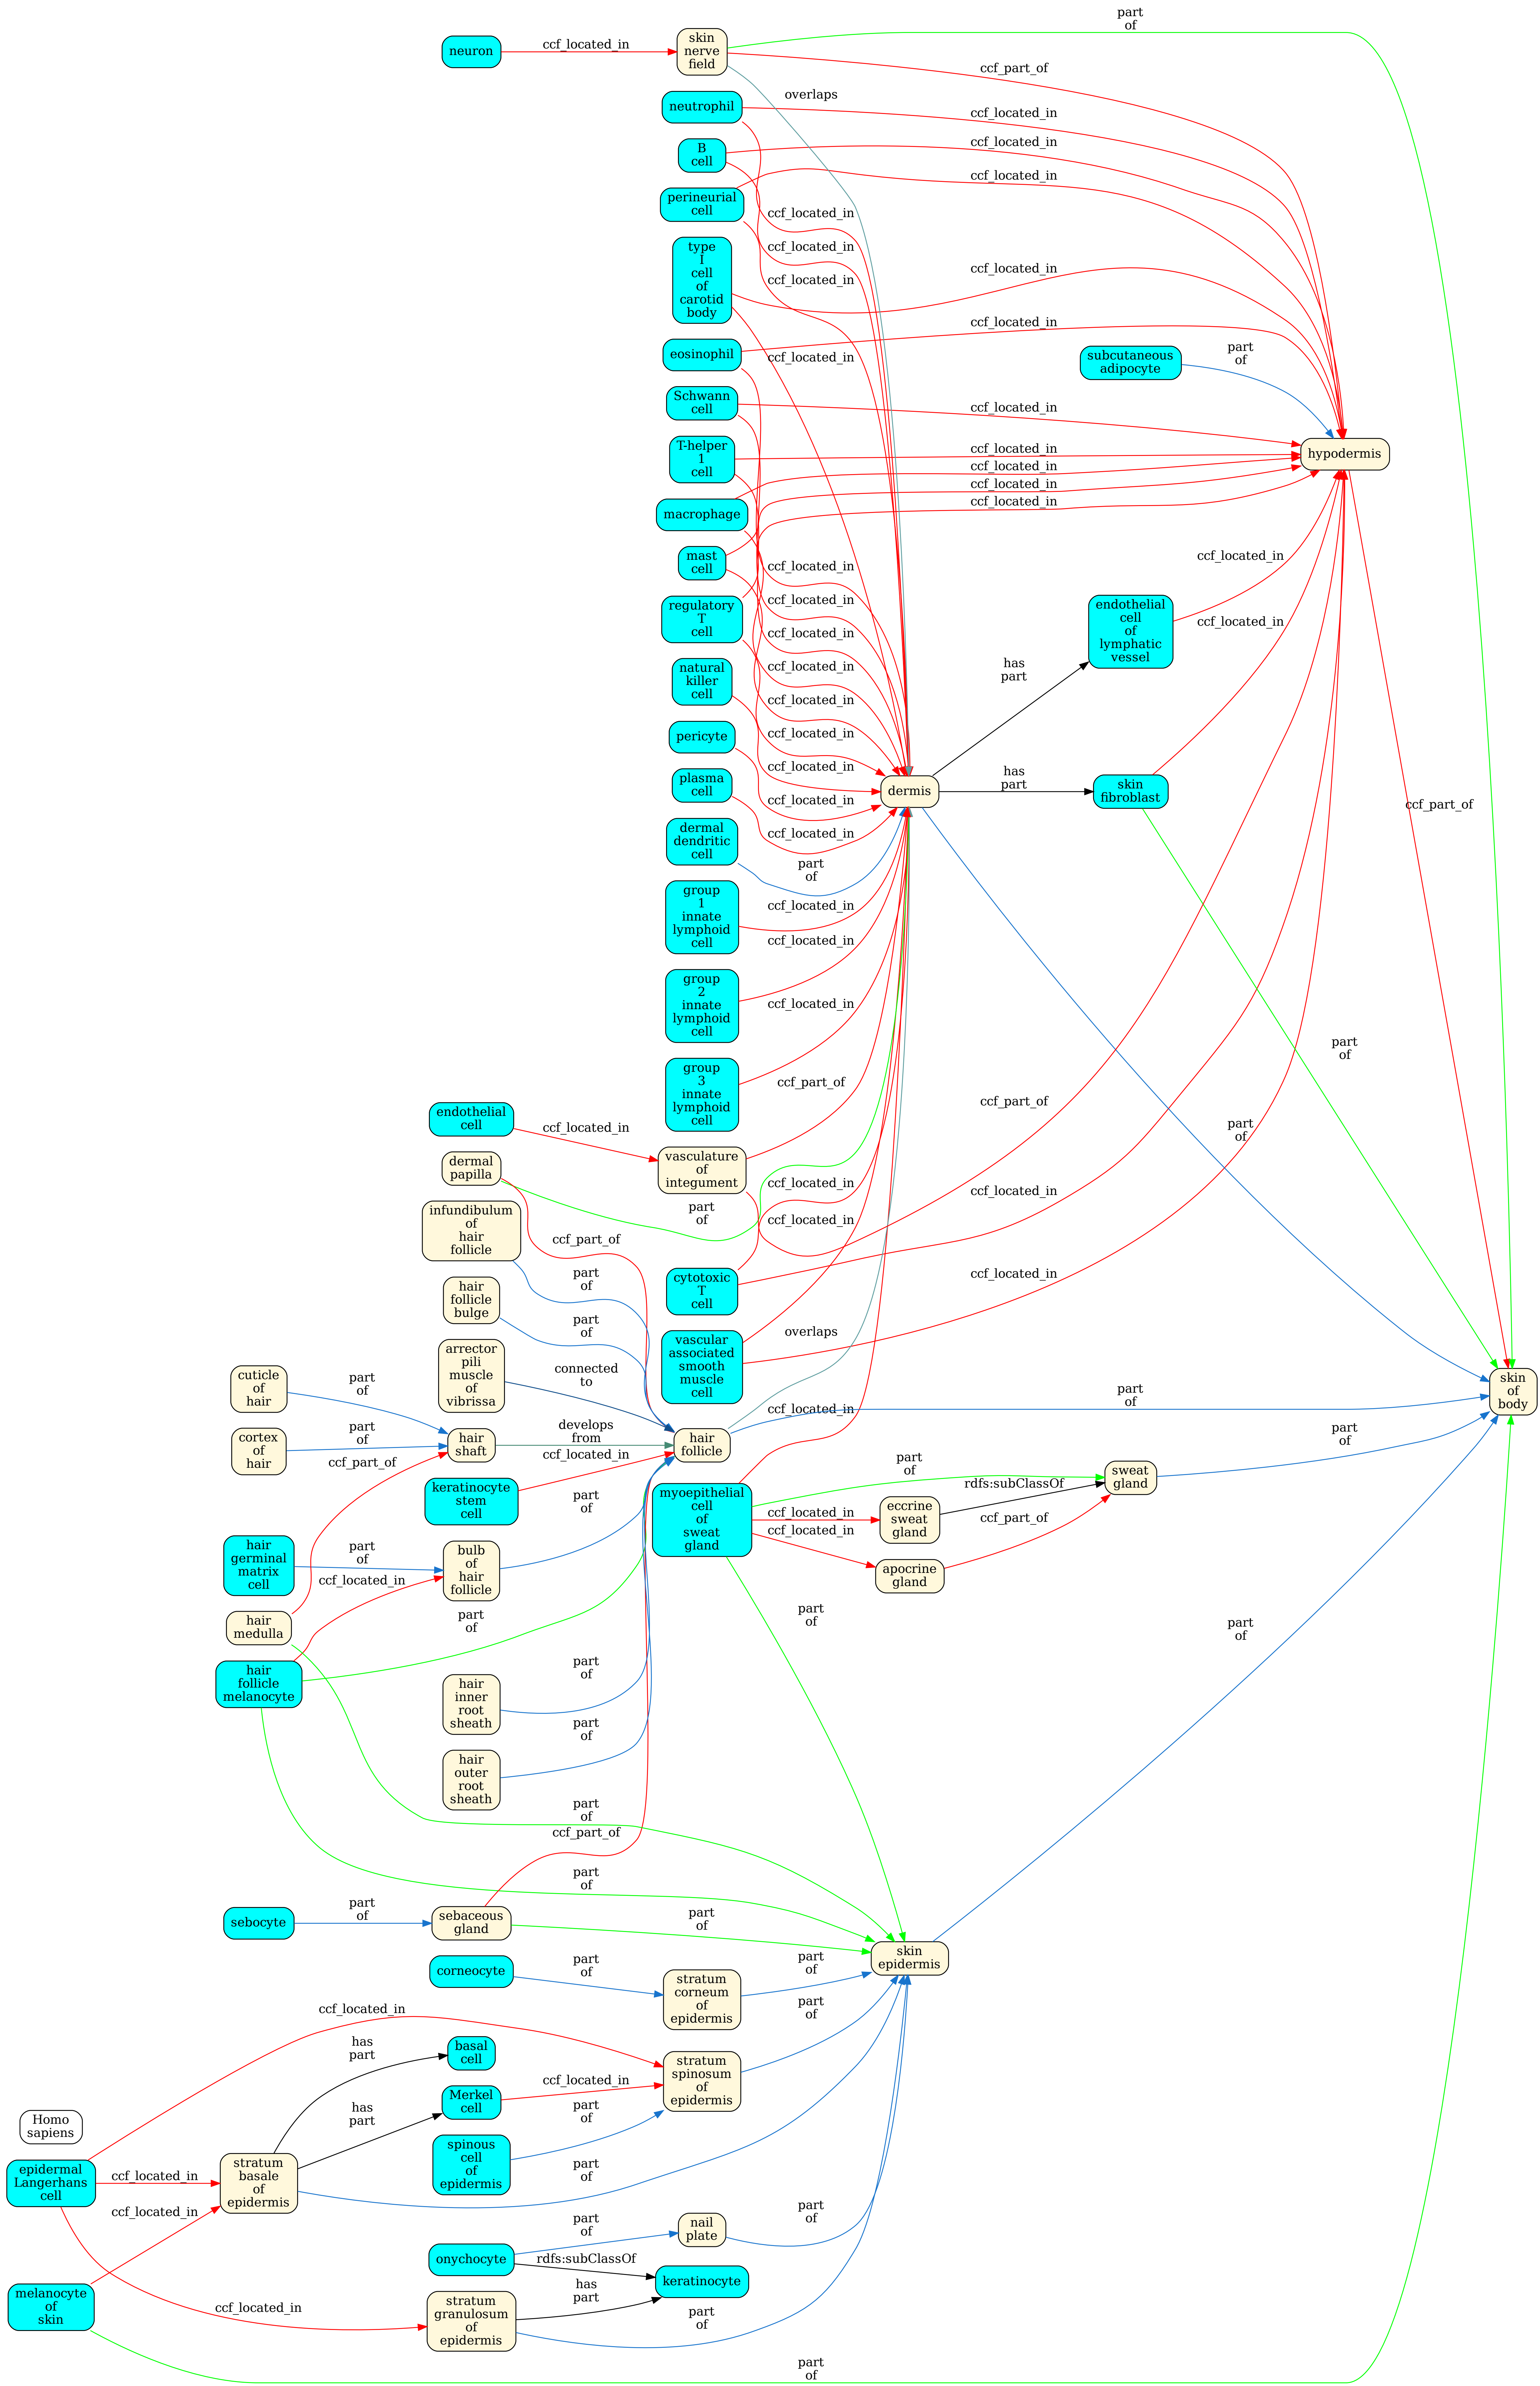 part
of
neuron
ccf_located_in
skin
nerve
field
ccf_part_of
overlaps
neutrophil
ccf_located_in
B
cell
ccf_located_in
perineurial
cell
ccf_located_in
ccf_located_in
ccf_located_in
ccf_located_in
type
I
cell
of
carotid
body
ccf_located_in
ccf_located_in
eosinophil
ccf_located_in
subcutaneous
adipocyte
part
of
Schwann
cell
ccf_located_in
T-helper
1
cell
ccf_located_in
hypodermis
macrophage
ccf_located_in
ccf_located_in
ccf_located_in
mast
cell
ccf_located_in
ccf_located_in
regulatory
T
cell
ccf_located_in
ccf_located_in
endothelial
cell
of
lymphatic
vessel
ccf_located_in
ccf_located_in
has
part
natural
killer
cell
ccf_located_in
ccf_located_in
pericyte
ccf_located_in
ccf_located_in
plasma
cell
ccf_located_in
dermis
has
part
skin
fibroblast
ccf_part_of
dermal
dendritic
cell
part
of
group
1
innate
lymphoid
cell
ccf_located_in
group
2
innate
lymphoid
cell
ccf_located_in
group
3
innate
lymphoid
cell
ccf_located_in
part
of
endothelial
cell
ccf_located_in
vasculature
of
integument
ccf_part_of
ccf_part_of
part
of
dermal
papilla
part
of
ccf_located_in
ccf_located_in
ccf_located_in
infundibulum
of
hair
follicle
ccf_part_of
part
of
cytotoxic
T
cell
ccf_located_in
hair
follicle
bulge
part
of
vascular
associated
smooth
muscle
cell
overlaps
arrector
pili
muscle
of
vibrissa
connected
to
cuticle
of
hair
part
of
skin
of
body
ccf_located_in
part
of
cortex
of
hair
part
of
hair
shaft
develops
from
hair
follicle
ccf_part_of
ccf_located_in
keratinocyte
stem
cell
part
of
myoepithelial
cell
of
sweat
gland
part
of
rdfs:subClassOf
sweat
gland
part
of
ccf_located_in
eccrine
sweat
gland
ccf_located_in
ccf_part_of
apocrine
gland
hair
germinal
matrix
cell
part
of
bulb
of
hair
follicle
ccf_located_in
hair
medulla
part
of
part
of
part
of
hair
follicle
melanocyte
hair
inner
root
sheath
part
of
hair
outer
root
sheath
part
of
part
of
ccf_part_of
part
of
sebocyte
part
of
sebaceous
gland
part
of
skin
epidermis
corneocyte
part
of
stratum
corneum
of
epidermis
part
of
ccf_located_in
part
of
has
part
basal
cell
stratum
spinosum
of
epidermis
Merkel
cell
ccf_located_in
has
part
part
of
Homo
sapiens
spinous
cell
of
epidermis
epidermal
Langerhans
cell
ccf_located_in
stratum
basale
of
epidermis
part
of
ccf_located_in
part
of
nail
plate
part
of
onychocyte
rdfs:subClassOf
keratinocyte
melanocyte
of
skin
ccf_located_in
stratum
granulosum
of
epidermis
has
part
part
of
part
of